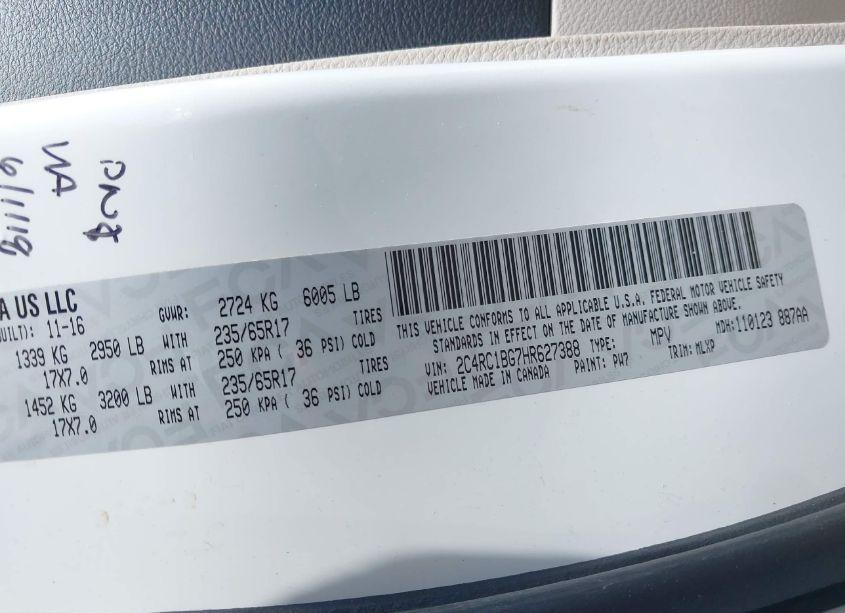 WA
6/11/19
A US LLC
UILT): 11-16
GVWR: 2724 KG 6005 LB
1339 KG 2950 LB WITH 235/65R17 TIRES
17X7.0 RIMS AT 250 KPA ( 36 PSI) COLD
1452 KG 3200 LB WITH 235/65R17 TIRES
17X7.0 RIMS AT 250 KPA ( 36 PSI) COLD
THIS VEHICLE CONFORMS TO ALL APPLICABLE U.S.A. FEDERAL MOTOR VEHICLE SAFETY
STANDARDS IN EFFECT ON THE DATE OF MANUFACTURE SHOWN ABOVE.
VIN: 2C4RC1BG7HR627388 TYPE: MPV MDH:110123 887AA
VEHICLE MADE IN CANADA PAINT: PW7 TRIM: MLXP